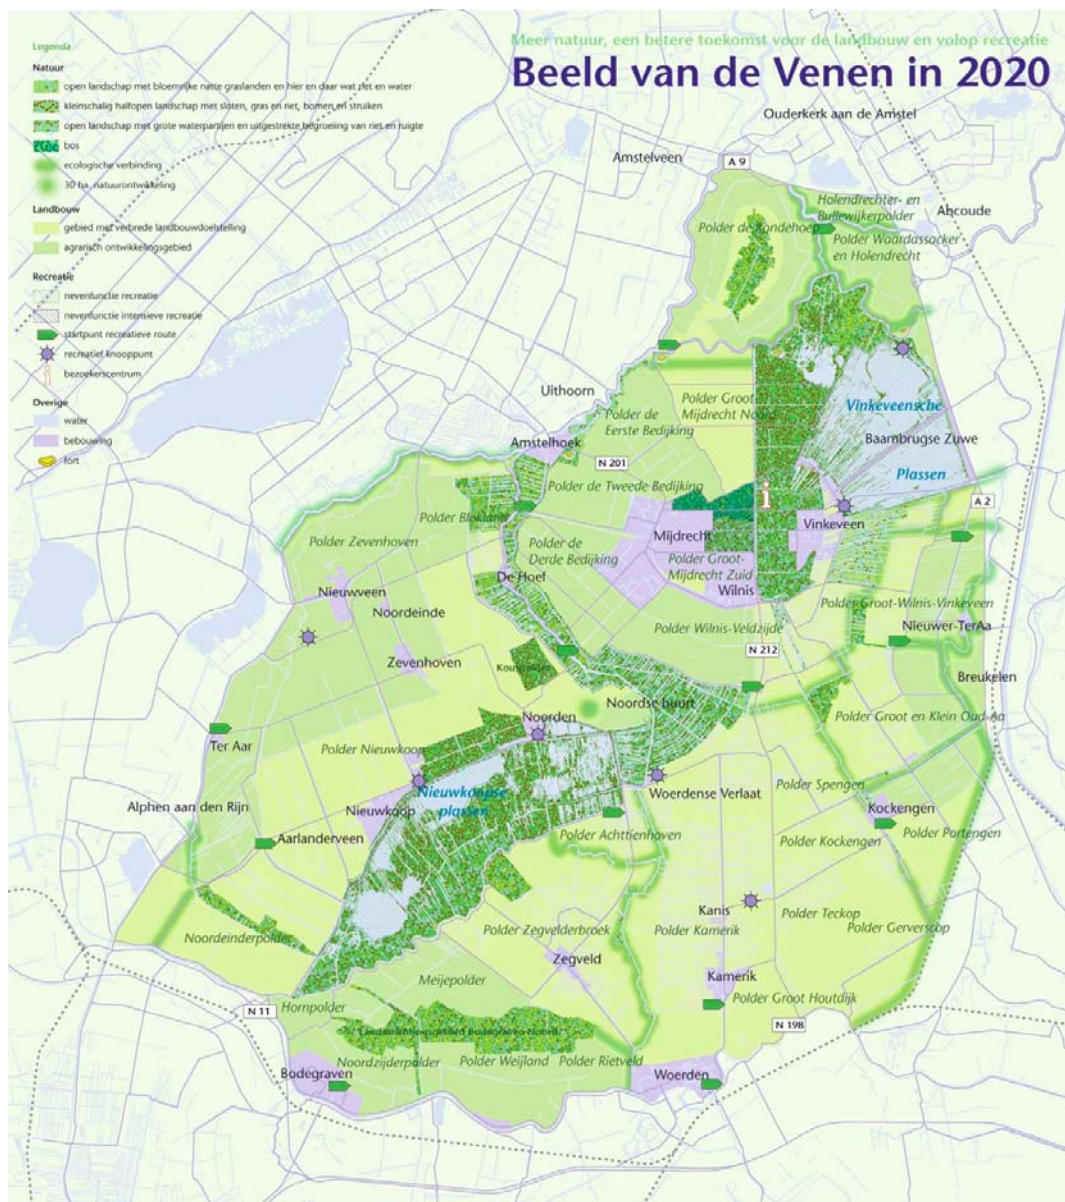 Meer natuur, een betere toekomst voor de landbouw en volop recreatie
Beeld van de Venen in 2020
Legenda
Natuur
open landschap met bloemrijke natte graslanden en hier en daar wat riet en water
kleinschalig halfopen landschap met sloten, gras en riet, bomen en struiken
open landschap met grote waterpartijen en uitgestrekte begroeiing van riet en ruigte
bos
ecologische verbinding
30 ha. natuurontwikkeling
Landbouw
gebied met verbrede landbouwdoelstelling
agrarisch ontwikkelingsgebied
Recreatie
nevenfunctie recreatie
nevenfunctie intensieve recreatie
startpunt recreatieve route
recreatief knooppunt
bezoekerscentrum
Overige
water
bebouwing
fort
Ouderkerk aan de Amstel
Amstelveen
A 9
Holendrechter- en
Bullewijkerpolder
Abcoude
Polder de Rondehoep
Polder Waardassacker
en Holendrecht
Uithoorn
Polder Groot
Mijdrecht Noord
Vinkeveensche
Polder de
Eerste Bedijking
Amstelhoek
Baambrugse Zuwe
N 201
Plassen
Polder de Tweede Bedijking
i
A 2
Polder Blokland
Vinkeveen
Polder Zevenhoven
Polder de
Derde Bedijking
Mijdrecht
Polder Groot-
Mijdrecht Zuid
De Hoef
Wilnis
Nieuwveen
Noordeinde
Polder Groot-Wilnis-Vinkeveen
Polder Wilnis-Veldzijde
Nieuwer-TerAa
N 212
Zevenhoven
Breukelen
Noordse buurt
Noorden
Polder Groot en Klein Oud-Aa
Ter Aar
Polder Nieuwkoop
Polder Spengen
Nieuwkoopse
plassen
Woerdense Verlaat
Alphen aan den Rijn
Nieuwkoop
Kockengen
Aarlanderveen
Polder Achttienhoven
Polder Kockengen
Polder Portengen
Kanis
Polder Teckop
Noordeinderpolder
Polder Zegvelderbroek
Polder Kamerik
Polder Gerverscop
Zegveld
Meijepolder
Kamerik
Hornpolder
Polder Groot Houtdijk
N 11
N 198
Landinrichtingsgebied Bodegraven-Noord
Noordzijderpolder
Polder Weijland
Polder Rietveld
Bodegraven
Woerden